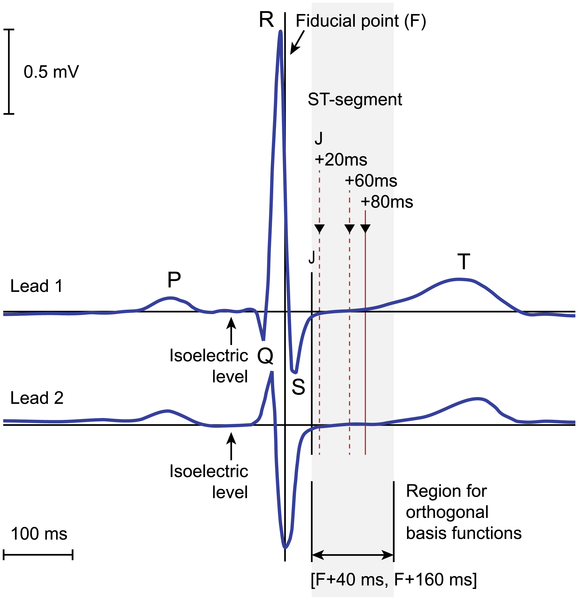 R
Fiducial point (F)
0.5 mV
ST-segment
J
+20ms
+60ms
+80ms
J
P
T
Lead 1
Isoelectric
level
Q
S
Lead 2
Isoelectric
level
Region for
orthogonal
basis functions
100 ms
[F+40 ms, F+160 ms]